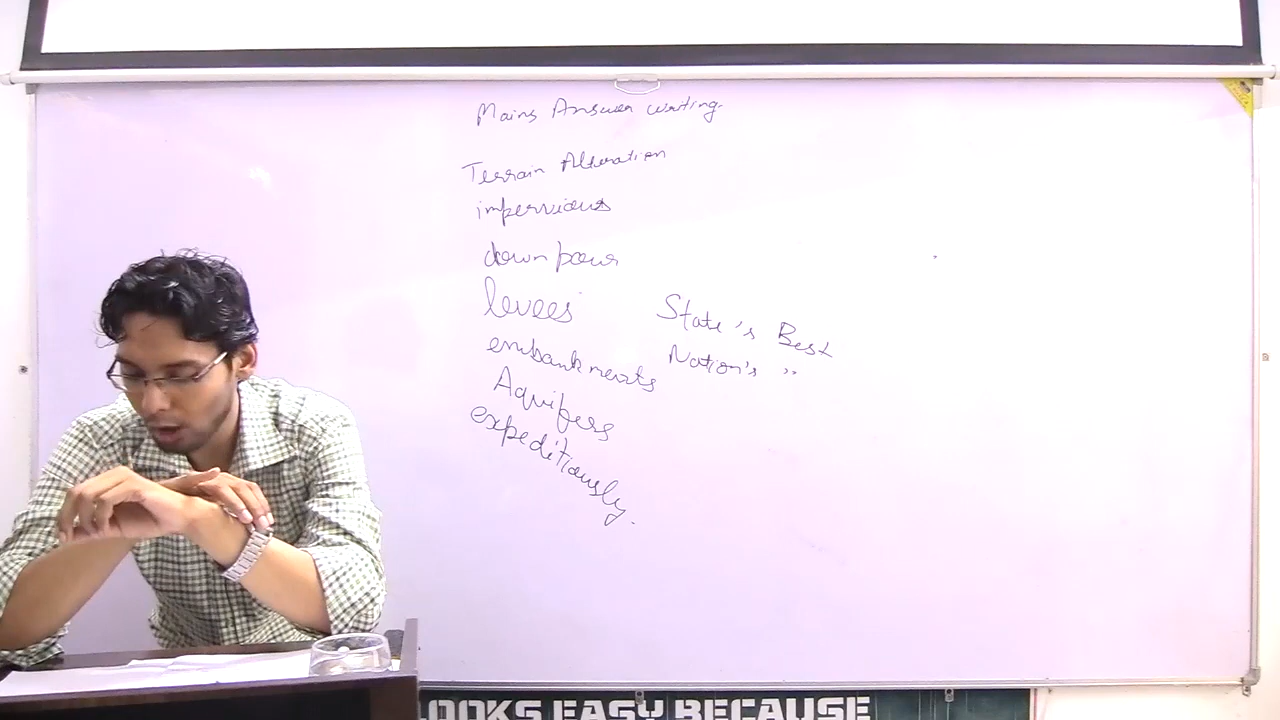 Mains Answer writing.
Terrain Alteration
impervious
downpour
levees
embankments
Aquifers
expeditiously.
State's Best
Nation's "
LOOKS EASY BECAUSE